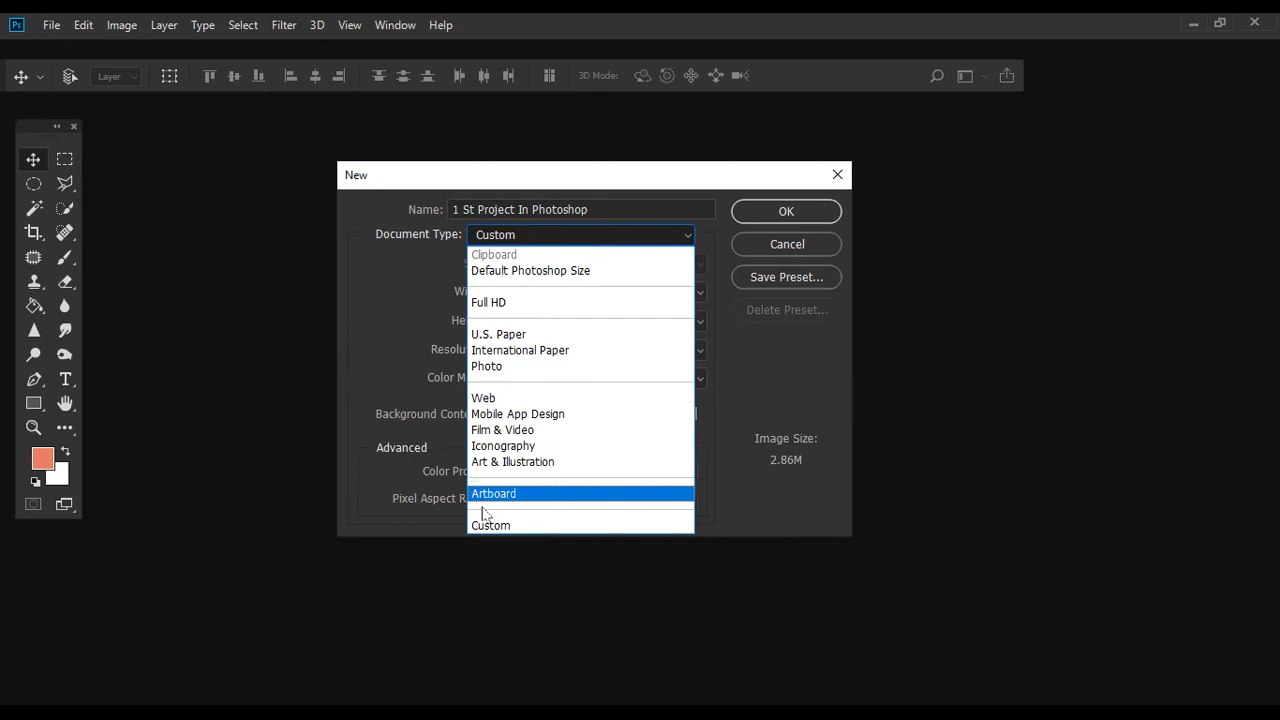 Ps File Edit Image Layer Type Select Filter 3D View Window Help
Layer 3D Mode:
New
Name: 1 St Project In Photoshop OK
Document Type: Custom
Cancel
Clipboard
Default Photoshop Size
Save Preset...
Full HD
Delete Preset...
U.S. Paper
International Paper
Photo
Web
Mobile App Design
Film & Video
Iconography
Art & Illustration
Artboard
Custom
Wi
He
Resolu
Color M
Background Conte
Advanced
Color Pro
Pixel Aspect R
Image Size:
2.86M